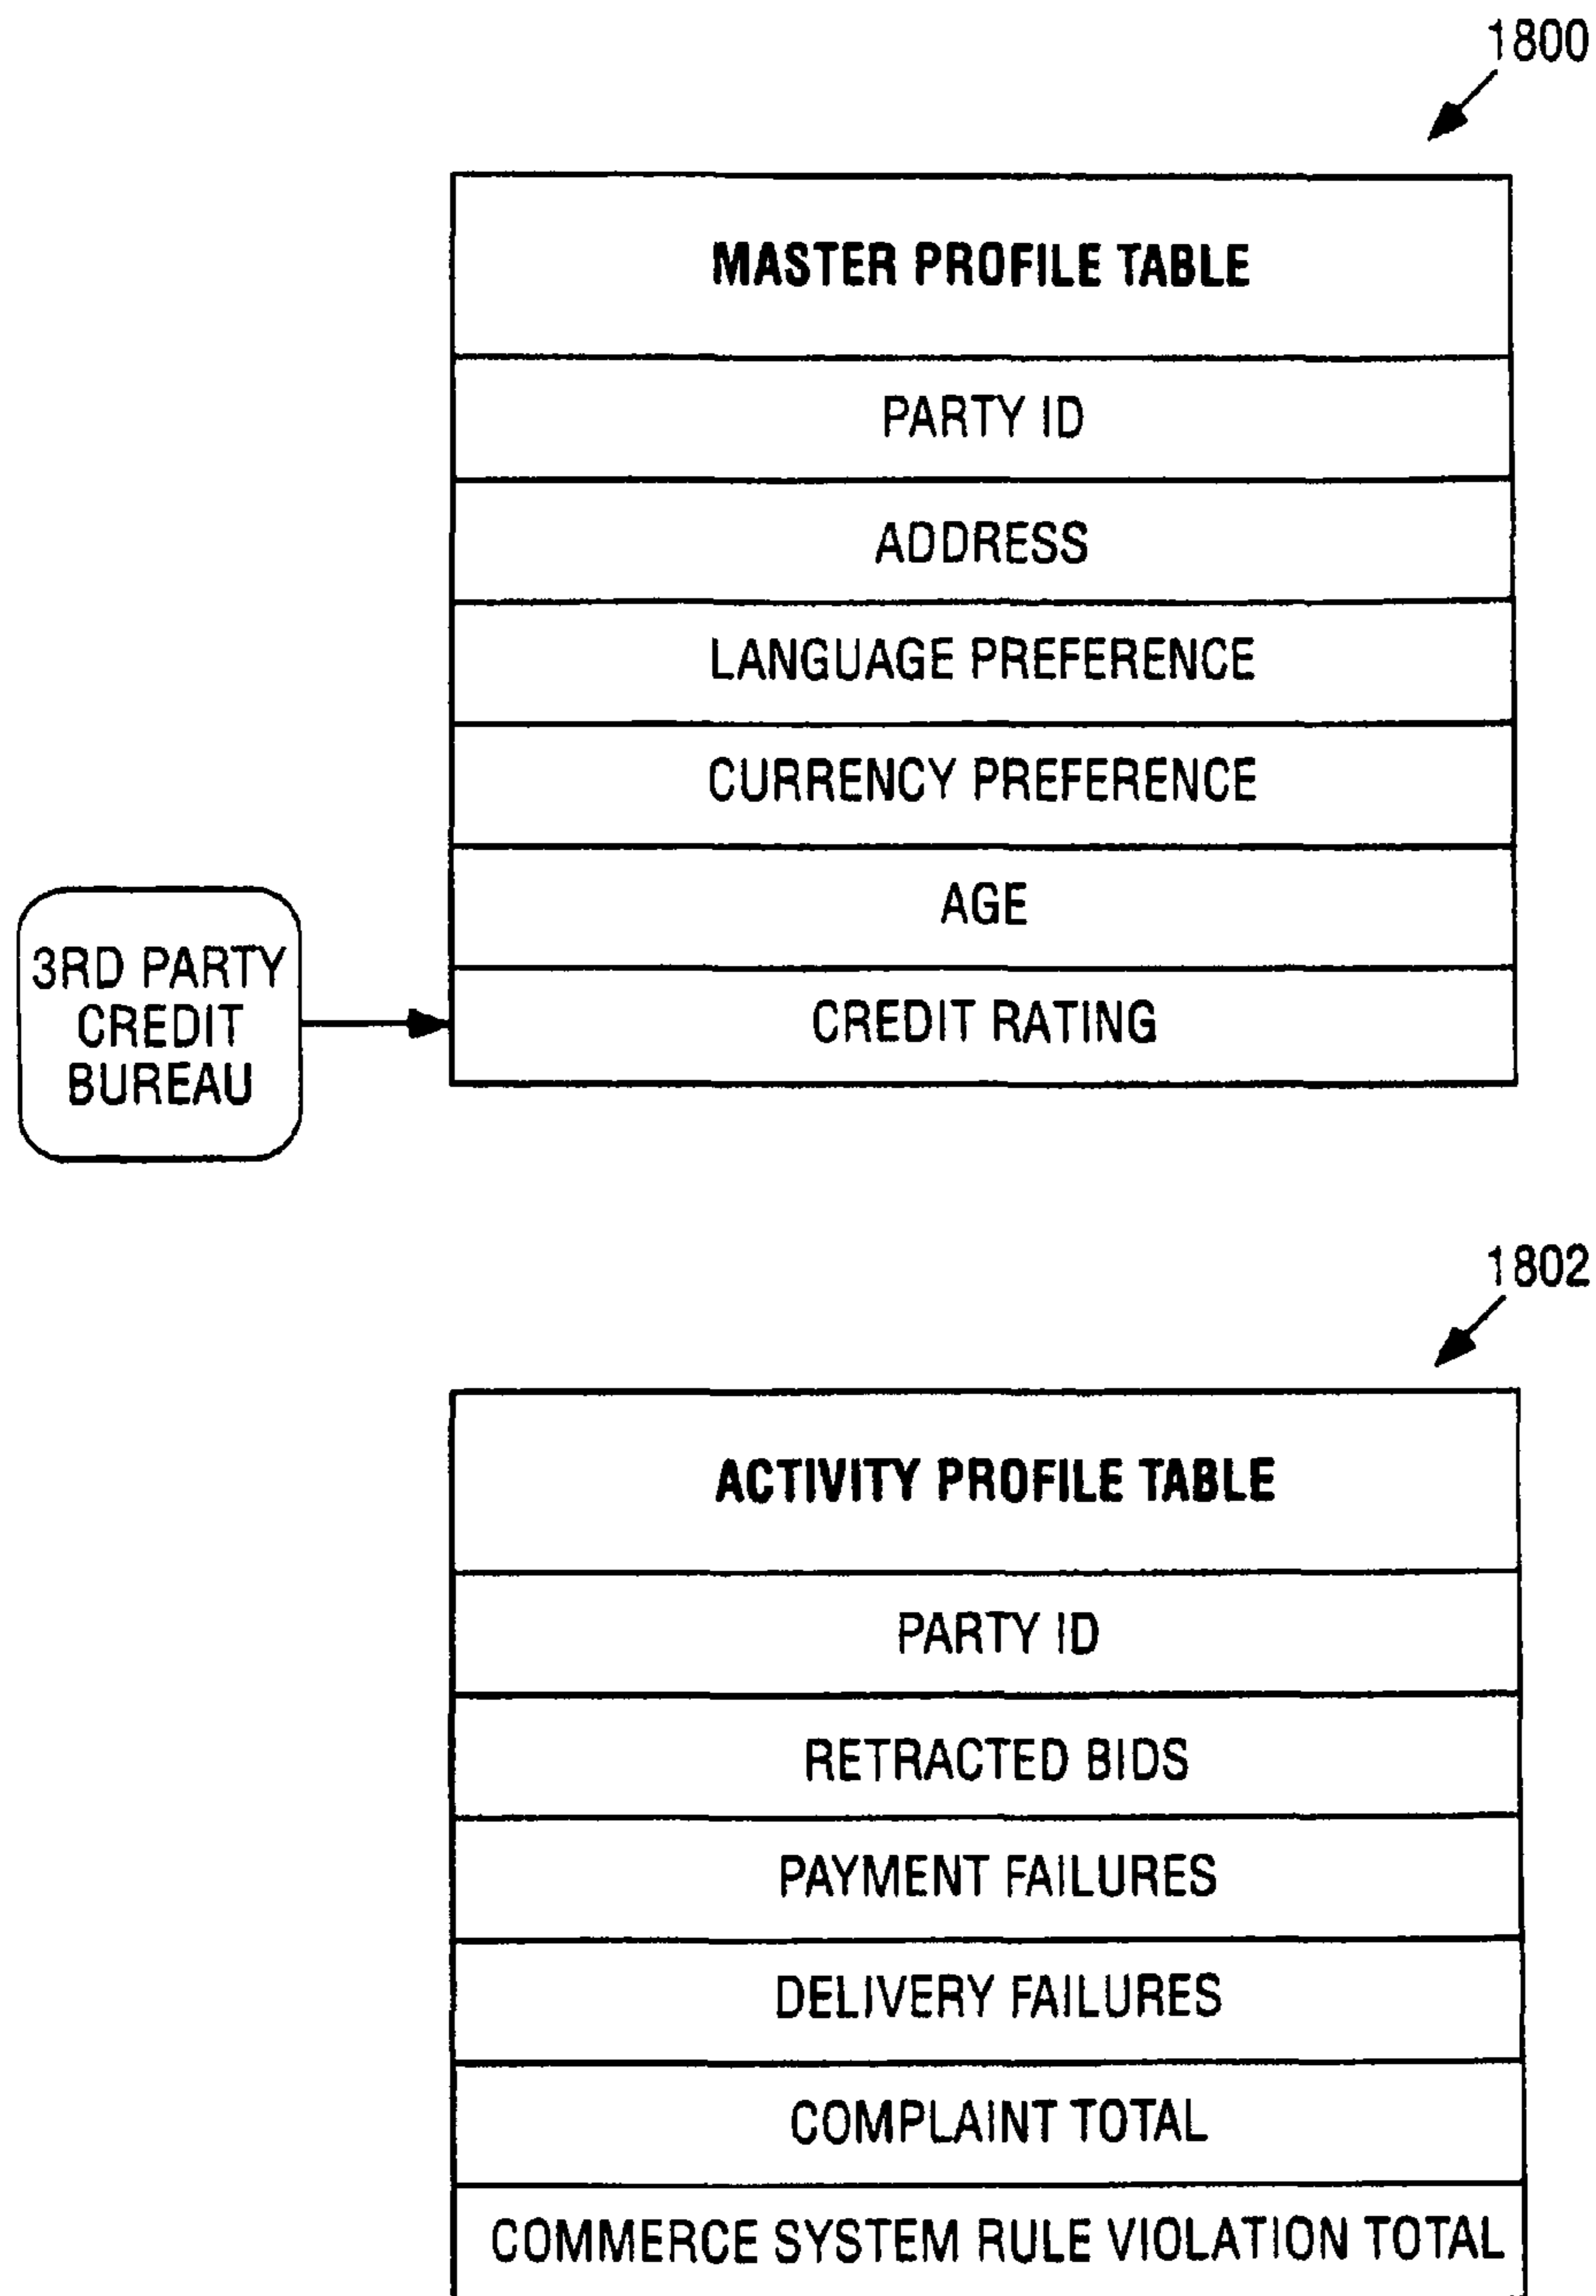 1800
MASTER PROFILE TABLE
PARTY ID
ADDRESS
LANGUAGE PREFERENCE
CURRENCY PREFERENCE
AGE
3RD PARTY
CREDIT
BUREAU
CREDIT RATING
1802
ACTIVITY PROFILE TABLE
PARTY ID
RETRACTED BIDS
PAYMENT FAILURES
DELIVERY FAILURES
COMPLAINT TOTAL
COMMERCE SYSTEM RULE VIOLATION TOTAL